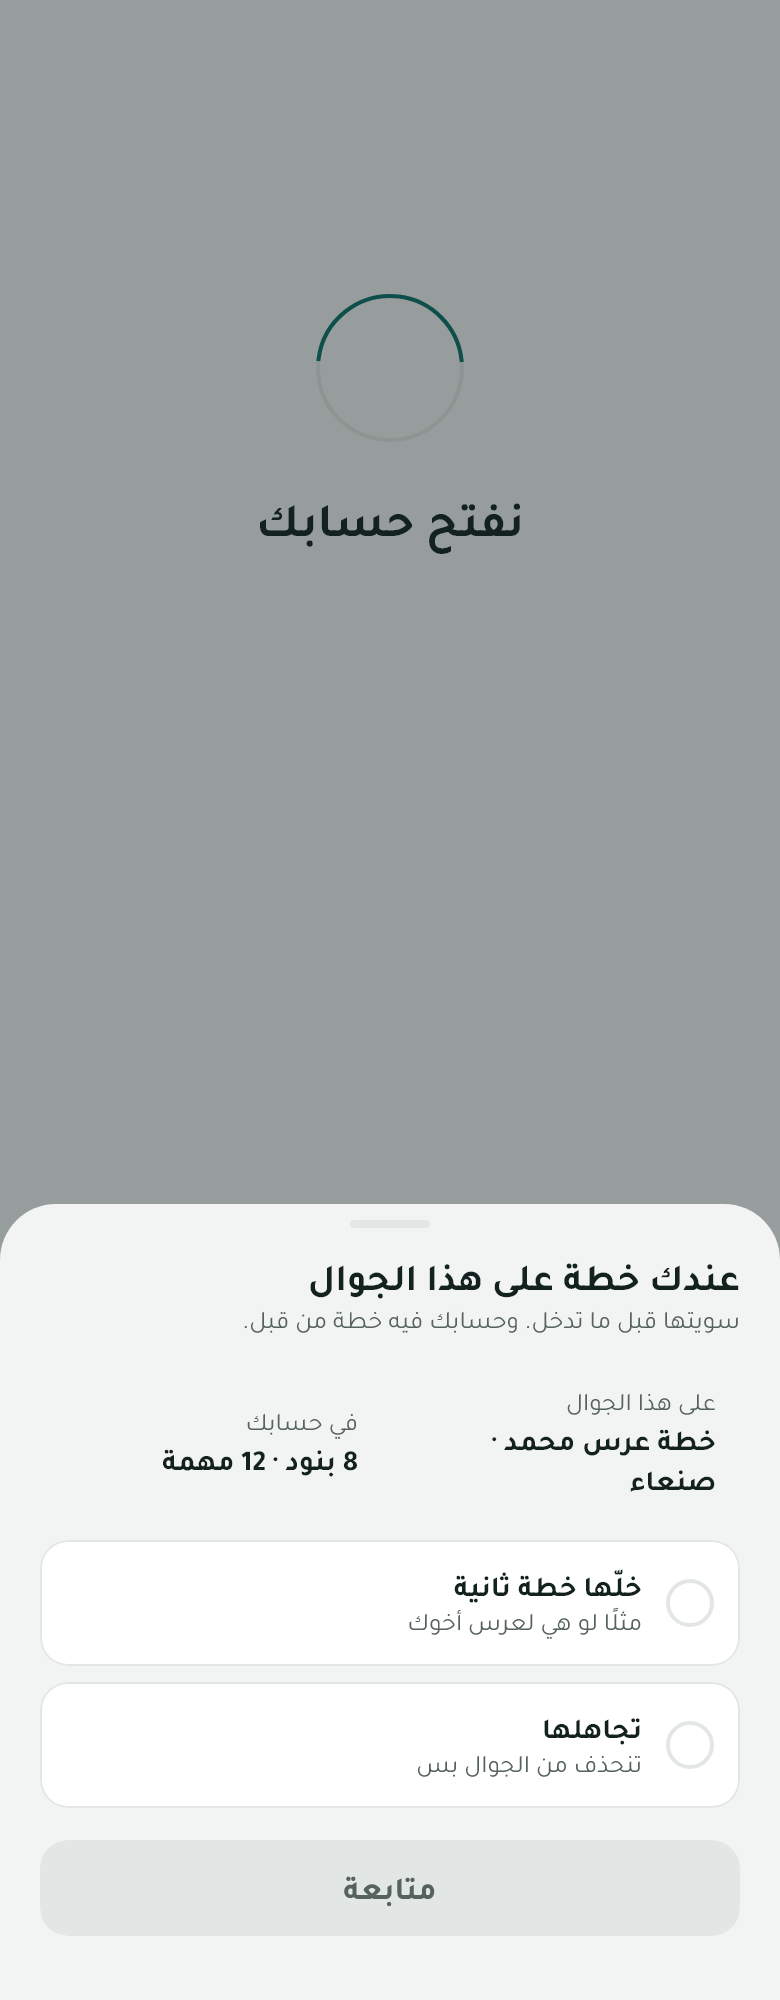 نفتح حسابك
عندك خطة على هذا الجوال
سويتها قبل ما تدخل. وحسابك فيه خطة من قبل.
على هذا الجوال
خطة عرس محمد ·
صنعاء
في حسابك
8 بنود · 12 مهمة
خلّها خطة ثانية
مثلًا لو هي لعرس أخوك
تجاهلها
تنحذف من الجوال بس
متابعة